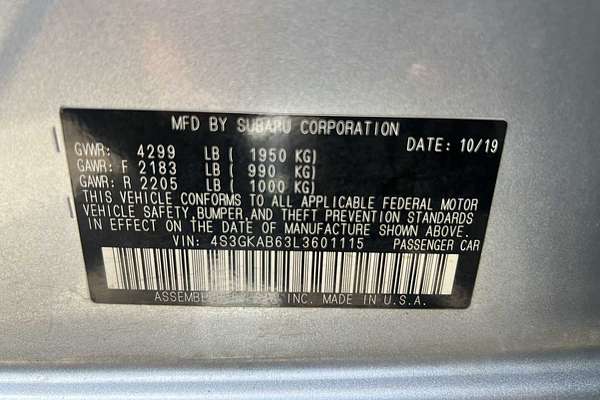 MFD BY SUBARU CORPORATION
GVWR: 4299 LB ( 1950 KG) DATE: 10/19
GAWR: F 2183 LB ( 990 KG)
GAWR: R 2205 LB ( 1000 KG)
THIS VEHICLE CONFORMS TO ALL APPLICABLE FEDERAL MOTOR
VEHICLE SAFETY, BUMPER, AND THEFT PREVENTION STANDARDS
IN EFFECT ON THE DATE OF MANUFACTURE SHOWN ABOVE.
VIN: 4S3GKAB63L3601115 PASSENGER CAR
INC. MADE IN U.S.A.